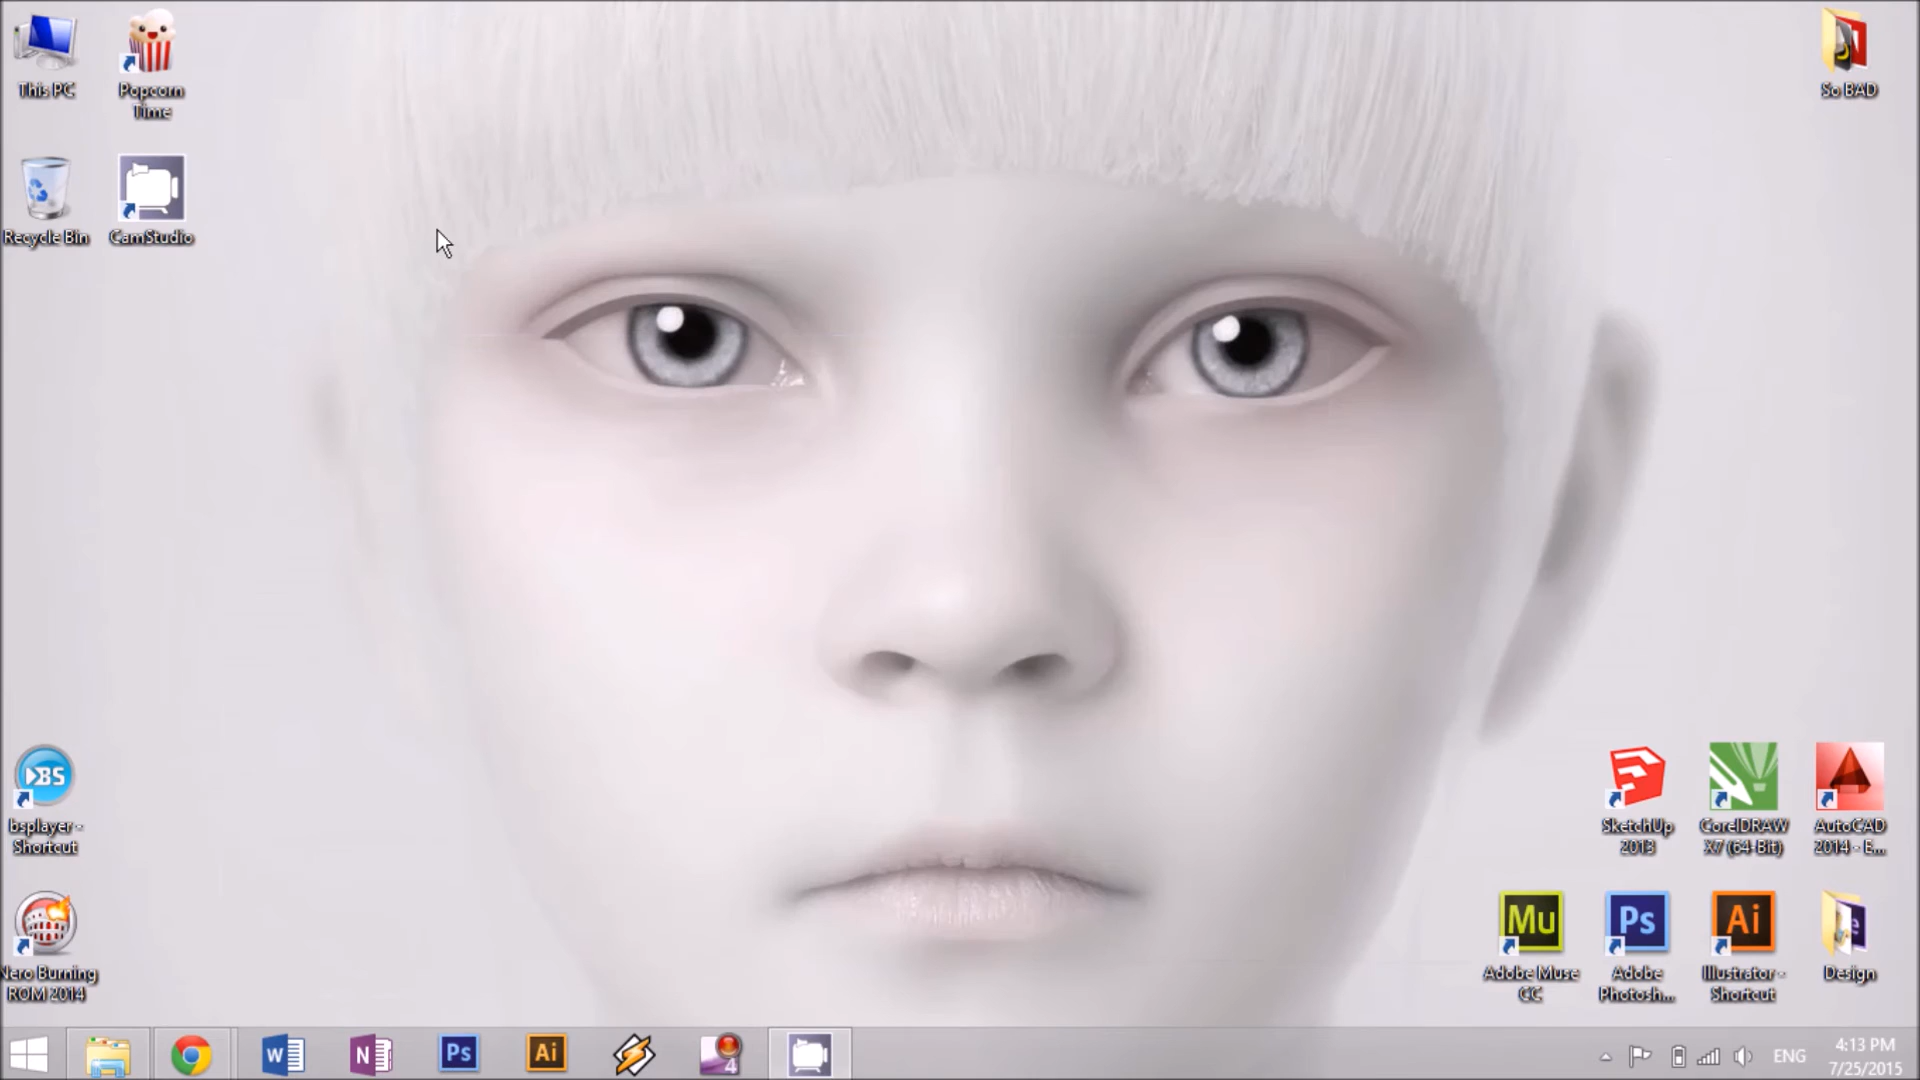 This PC
Popcorn
Time
So BAD
Recycle Bin
CamStudio
BS
bsplayer -
Shortcut
SketchUp
2013
CorelDRAW
X7 (64-Bit)
AutoCAD
2014 - E...
Nero Burning
ROM 2014
Mu
Adobe Muse
CC
Ps
Adobe
Photosh...
Ai
Illustrator -
Shortcut
Design
W
N
Ps
Ai
4
ENG
4:13 PM
7/25/2015